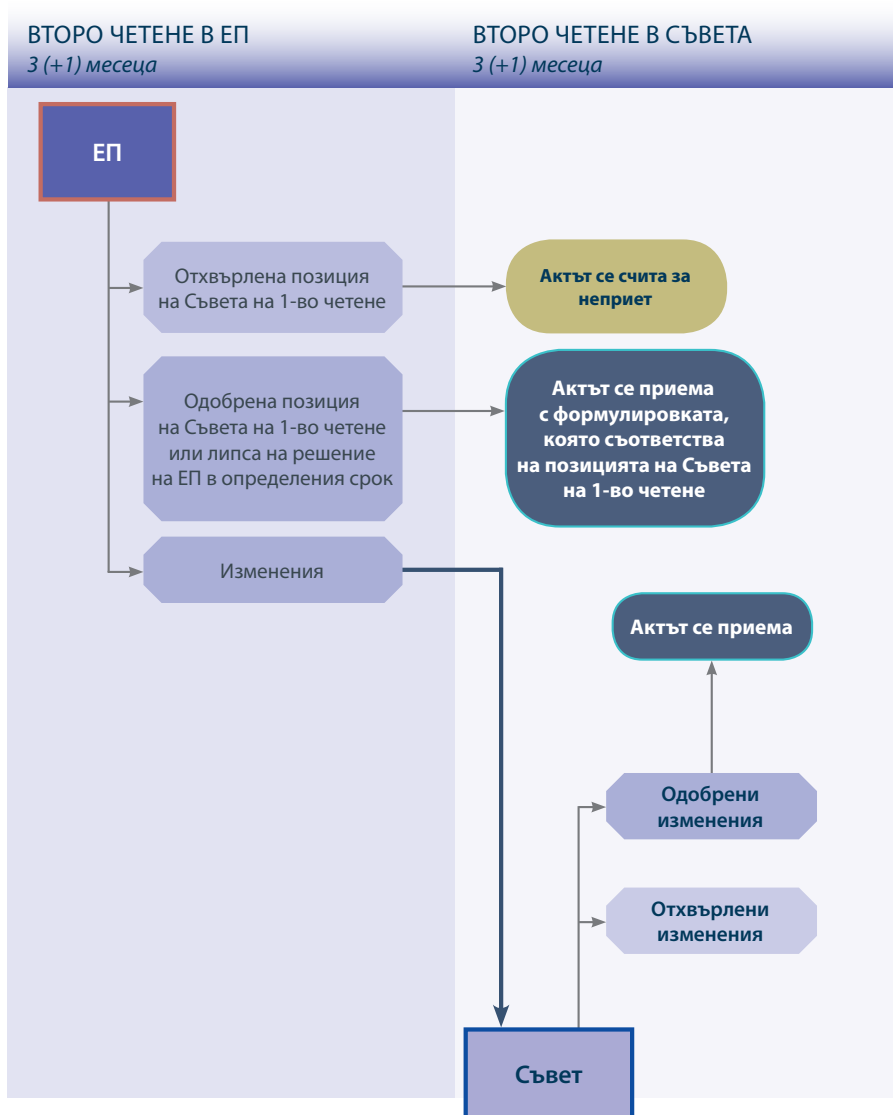 ВТОРО ЧЕТЕНЕ В ЕП
3 (+1) месеца
ВТОРО ЧЕТЕНЕ В СЪВЕТА
3 (+1) месеца
ЕП
Отхвърлена позиция
на Съвета на 1-во четене
Актът се счита за
неприет
Одобрена позиция
на Съвета на 1-во четене
или липса на решение
на ЕП в определения срок
Актът се приема
с формулировката,
която съответства
на позицията на Съвета
на 1-во четене
Изменения
Актът се приема
Одобрени
изменения
Отхвърлени
изменения
Съвет